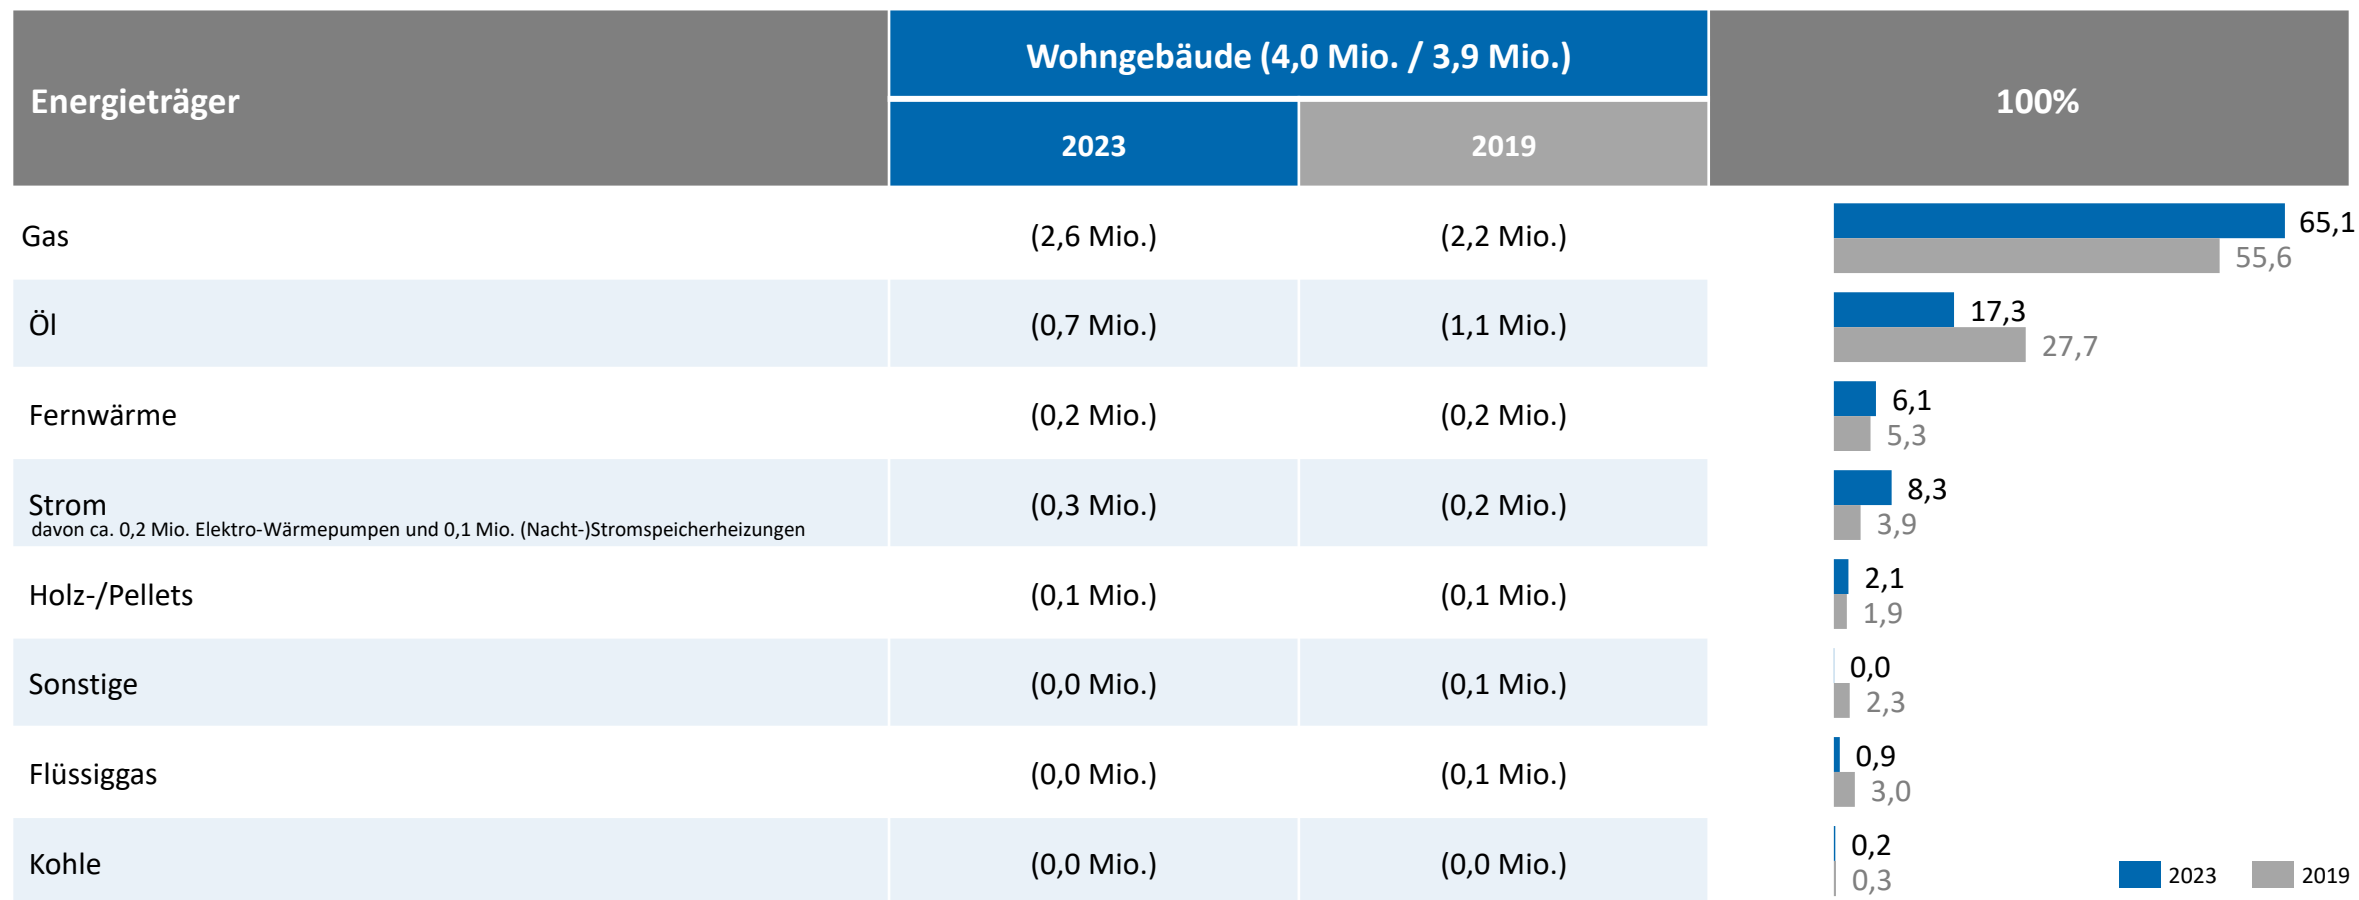 Energieträger
Wohngebäude (4,0 Mio. / 3,9 Mio.)
100%
2023
2019
Gas
(2,6 Mio.)
(2,2 Mio.)
65,1
55,6
Öl
(0,7 Mio.)
(1,1 Mio.)
17,3
27,7
Fernwärme
(0,2 Mio.)
(0,2 Mio.)
6,1
5,3
Strom
davon ca. 0,2 Mio. Elektro-Wärmepumpen und 0,1 Mio. (Nacht-)Stromspeicherheizungen
(0,3 Mio.)
(0,2 Mio.)
8,3
3,9
Holz-/Pellets
(0,1 Mio.)
(0,1 Mio.)
2,1
1,9
Sonstige
(0,0 Mio.)
(0,1 Mio.)
0,0
2,3
Flüssiggas
(0,0 Mio.)
(0,1 Mio.)
0,9
3,0
Kohle
(0,0 Mio.)
(0,0 Mio.)
0,2
0,3
2023
2019